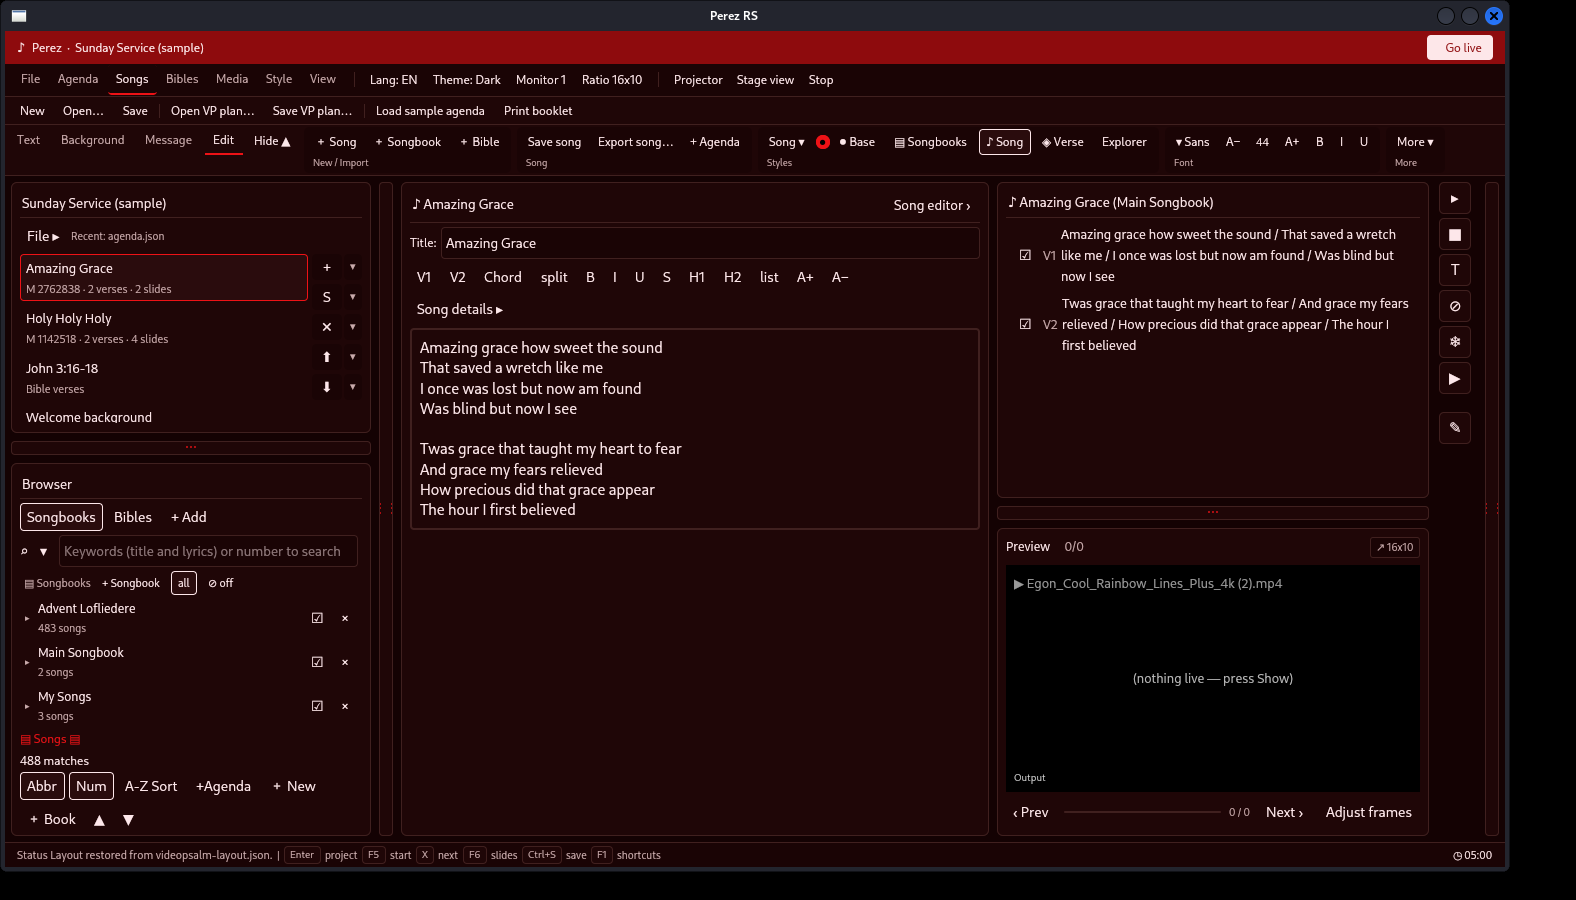 Perez RS
♪ Perez · Sunday Service (sample)
Go live
File Agenda Songs Bibles Media Style View Lang: EN Theme: Dark Monitor 1 Ratio 16x10 Projector Stage view Stop
New Open... Save Open VP plan... Save VP plan... Load sample agenda Print booklet
Text Background Message Edit Hide ▲
+ Song + Songbook + Bible
New / Import
Save song Export song... + Agenda
Song
Song ▾ ● Base ▤ Songbooks ♪ Song ◈ Verse Explorer
Styles
▾ Sans A− 44 A+ B I U
Font
More ▾
More
Sunday Service (sample)
File ▸ Recent: agenda.json
Amazing Grace
M 2762838 · 2 verses · 2 slides
Holy Holy Holy
M 1142518 · 2 verses · 4 slides
John 3:16-18
Bible verses
Welcome background
+ ▾
S ▾
✕ ▾
⬆ ▾
⬇ ▾
Browser
Songbooks Bibles + Add
Keywords (title and lyrics) or number to search
▤ Songbooks + Songbook all ⊘ off
▸ Advent Lofliedere ☑ ×
483 songs
▸ Main Songbook ☑ ×
2 songs
▸ My Songs ☑ ×
3 songs
▤ Songs ▤
488 matches
Abbr Num A-Z Sort +Agenda + New
+ Book ▲ ▼
♪ Amazing Grace
Song editor ›
Title: Amazing Grace
V1 V2 Chord split B I U S H1 H2 list A+ A−
Song details ▸
Amazing grace how sweet the sound
That saved a wretch like me
I once was lost but now am found
Was blind but now I see
Twas grace that taught my heart to fear
And grace my fears relieved
How precious did that grace appear
The hour I first believed
♪ Amazing Grace (Main Songbook)
Amazing grace how sweet the sound / That saved a wretch
☑ V1 like me / I once was lost but now am found / Was blind but
now I see
Twas grace that taught my heart to fear / And grace my fears
☑ V2 relieved / How precious did that grace appear / The hour I
first believed
T
Preview 0/0
↗ 16x10
▶ Egon_Cool_Rainbow_Lines_Plus_4k (2).mp4
(nothing live — press Show)
Output
‹ Prev 0 / 0 Next › Adjust frames
Status Layout restored from videopsalm-layout.json. | Enter project F5 start X next F6 slides Ctrl+S save F1 shortcuts
◷ 05:00